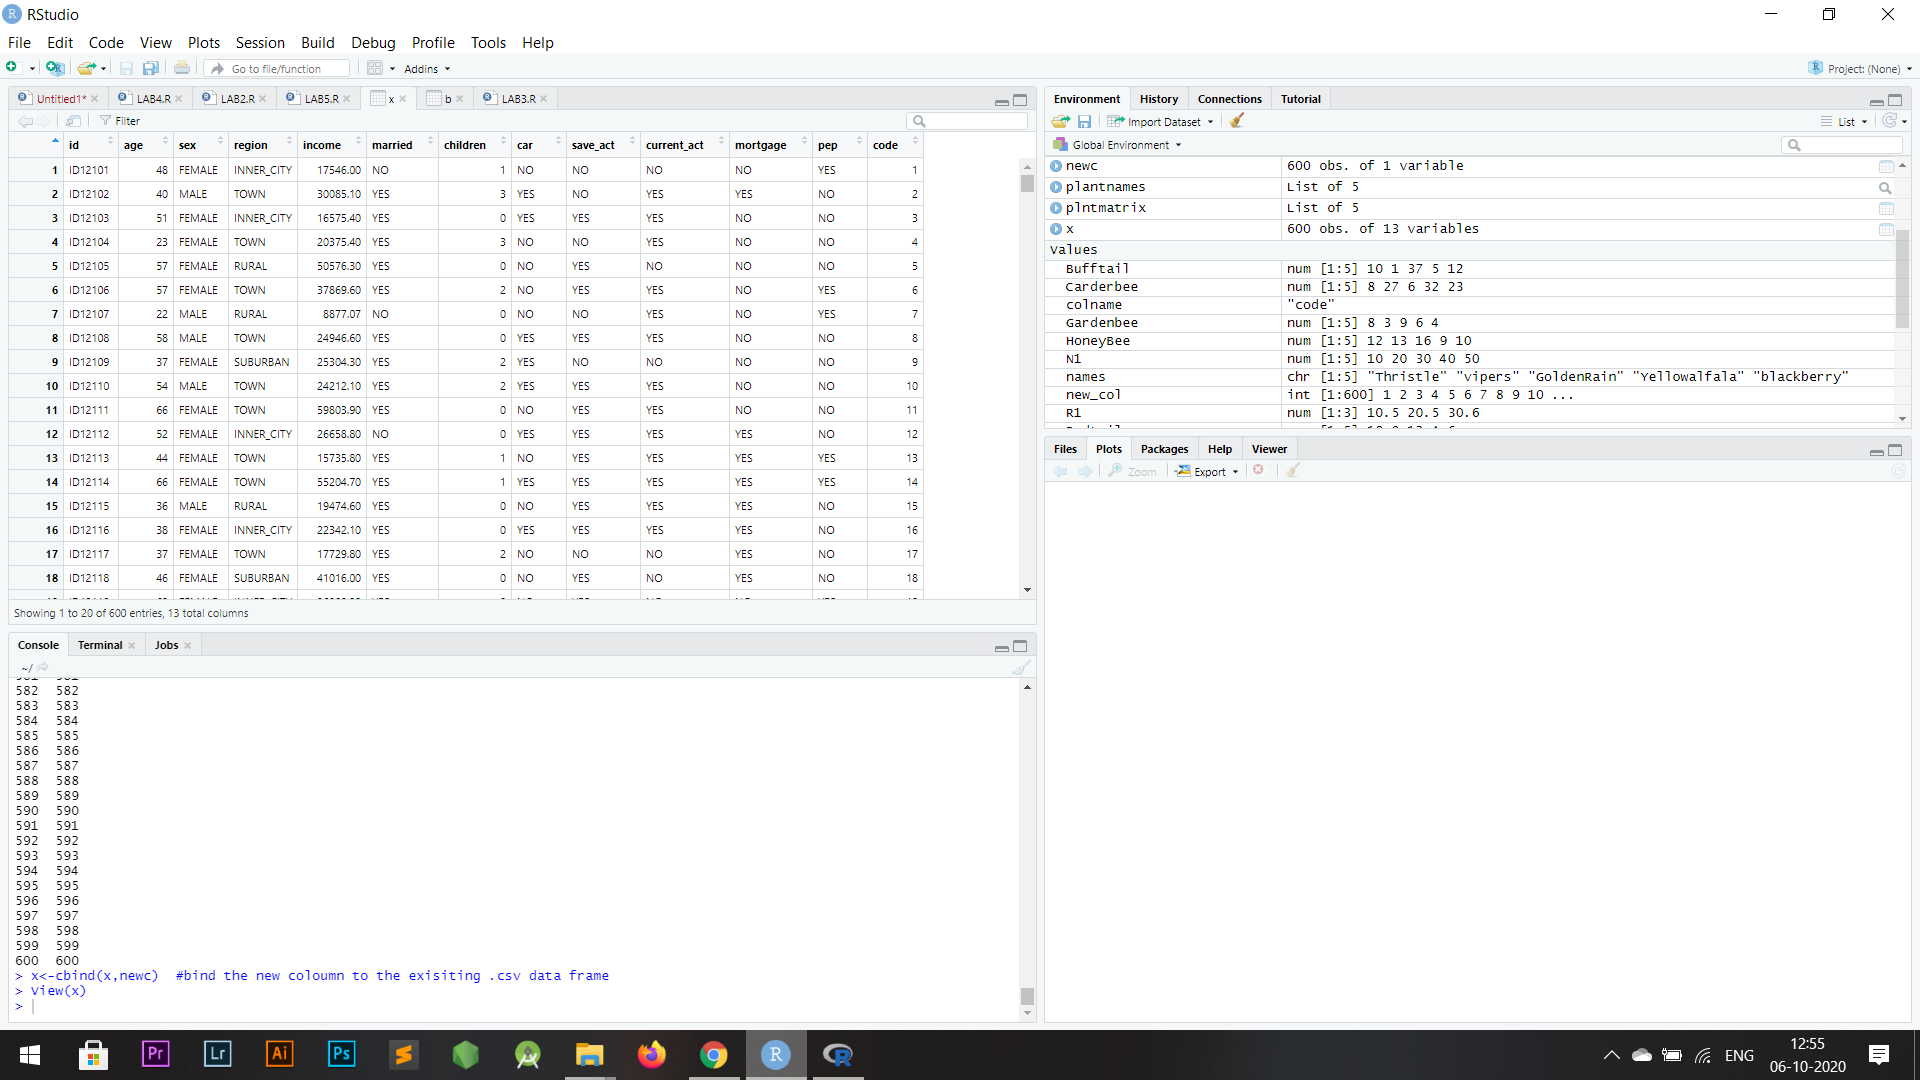 RStudio
File Edit Code View Plots Session Build Debug Profile Tools Help
Go to file/function Addins Project: (None)
Untitled1* LAB4.R LAB2.R LAB5.R x b LAB3.R
Filter
id age sex region income married children car save_act current_act mortgage pep code
1 ID12101 48 FEMALE INNER_CITY 17546.00 NO 1 NO NO NO NO YES 1
2 ID12102 40 MALE TOWN 30085.10 YES 3 YES NO YES YES NO 2
3 ID12103 51 FEMALE INNER_CITY 16575.40 YES 0 YES YES YES NO NO 3
4 ID12104 23 FEMALE TOWN 20375.40 YES 3 NO NO YES NO NO 4
5 ID12105 57 FEMALE RURAL 50576.30 YES 0 NO YES NO NO NO 5
6 ID12106 57 FEMALE TOWN 37869.60 YES 2 NO YES YES NO YES 6
7 ID12107 22 MALE RURAL 8877.07 NO 0 NO NO YES NO YES 7
8 ID12108 58 MALE TOWN 24946.60 YES 0 YES YES YES NO NO 8
9 ID12109 37 FEMALE SUBURBAN 25304.30 YES 2 YES NO NO NO NO 9
10 ID12110 54 MALE TOWN 24212.10 YES 2 YES YES YES NO NO 10
11 ID12111 66 FEMALE TOWN 59803.90 YES 0 NO YES YES NO NO 11
12 ID12112 52 FEMALE INNER_CITY 26658.80 NO 0 YES YES YES YES NO 12
13 ID12113 44 FEMALE TOWN 15735.80 YES 1 NO YES YES YES YES 13
14 ID12114 66 FEMALE TOWN 55204.70 YES 1 YES YES YES YES YES 14
15 ID12115 36 MALE RURAL 19474.60 YES 0 NO YES YES YES NO 15
16 ID12116 38 FEMALE INNER_CITY 22342.10 YES 0 YES YES YES YES NO 16
17 ID12117 37 FEMALE TOWN 17729.80 YES 2 NO NO NO YES NO 17
18 ID12118 46 FEMALE SUBURBAN 41016.00 YES 0 NO YES NO YES NO 18
Showing 1 to 20 of 600 entries, 13 total columns
Console Terminal Jobs
~/
582 582
583 583
584 584
585 585
586 586
587 587
588 588
589 589
590 590
591 591
592 592
593 593
594 594
595 595
596 596
597 597
598 598
599 599
600 600
> x<-cbind(x,newc) #bind the new coloumn to the exisiting .csv data frame
> View(x)
>
Environment History Connections Tutorial
Import Dataset List
Global Environment
newc 600 obs. of 1 variable
plantnames List of 5
plntmatrix List of 5
x 600 obs. of 13 variables
Values
Bufftail num [1:5] 10 1 37 5 12
Carderbee num [1:5] 8 27 6 32 23
colname "code"
Gardenbee num [1:5] 8 3 9 6 4
HoneyBee num [1:5] 12 13 16 9 10
N1 num [1:5] 10 20 30 40 50
names chr [1:5] "Thristle" "vipers" "GoldenRain" "Yellowalfala" "blackberry"
new_col int [1:600] 1 2 3 4 5 6 7 8 9 10 ...
R1 num [1:3] 10.5 20.5 30.6
Files Plots Packages Help Viewer
Zoom Export
Pr Lr Ai Ps S R R
ENG 12:55
06-10-2020